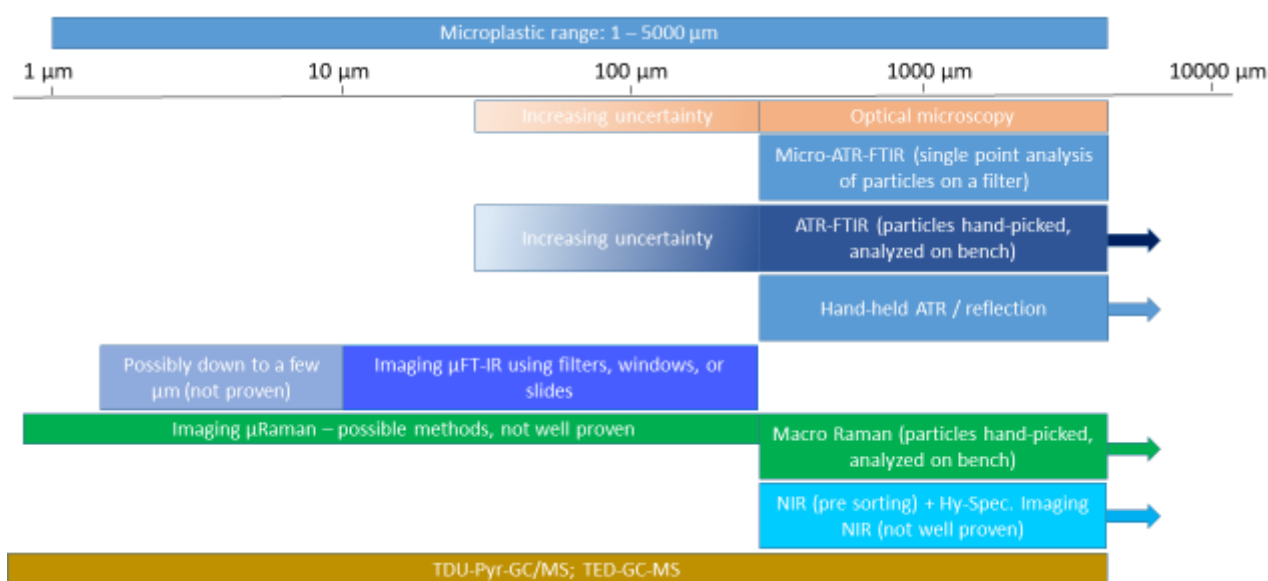 Microplastic range: 1 – 5000 µm
1 µm
10 µm
100 µm
1000 µm
10000 µm
Increasing uncertainty
Optical microscopy
Micro-ATR-FTIR (single point analysis
of particles on a filter)
Increasing uncertainty
ATR-FTIR (particles hand-picked,
analyzed on bench)
Hand-held ATR / reflection
Possibly down to a few
µm (not proven)
Imaging µFT-IR using filters, windows, or
slides
Imaging µRaman – possible methods, not well proven
Macro Raman (particles hand-picked,
analyzed on bench)
NIR (pre sorting) + Hy-Spec. Imaging
NIR (not well proven)
TDU-Pyr-GC/MS; TED-GC-MS